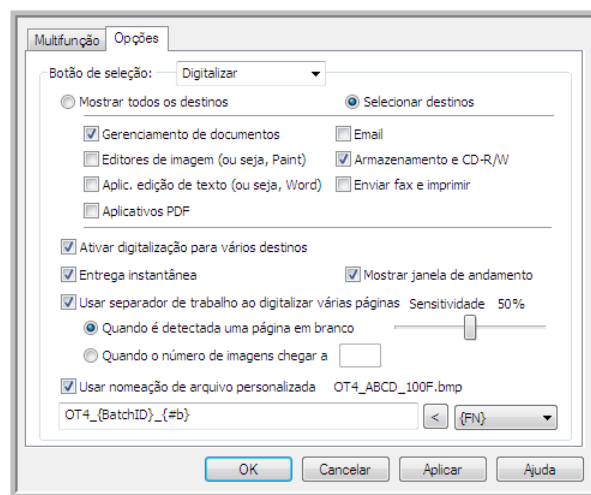 Multifunção Opções
Botão de seleção: Digitalizar
Mostrar todos os destinos Selecionar destinos
Gerenciamento de documentos Email
Editores de imagem (ou seja, Paint) Armazenamento e CD-R/W
Aplic. edição de texto (ou seja, Word) Enviar fax e imprimir
Aplicativos PDF
Ativar digitalização para vários destinos
Entrega instantânea Mostrar janela de andamento
Usar separador de trabalho ao digitalizar várias páginas Sensitividade 50%
Quando é detectada uma página em branco
Quando o número de imagens chegar a
Usar nomeação de arquivo personalizada OT4_ABCD_100F.bmp
OT4_{BatchID}_{#b} < {FN}
OK Cancelar Aplicar Ajuda